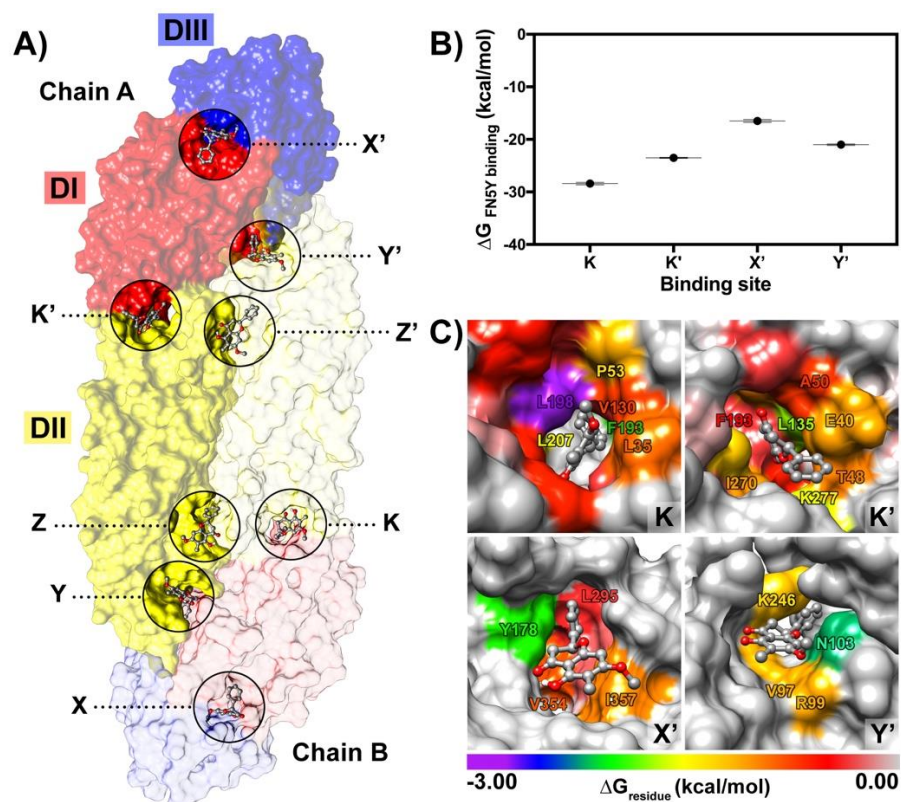 A)
DIII
Chain A
X'
DI
Y'
K'
Z'
DII
Z
K
Y
X
Chain B
B)
ΔG FN5Y binding (kcal/mol)
0
-10
-20
-30
-40
K K' X' Y'
Binding site
C)
P53
L198
V130
F193
L207
L35
K
A50
F193
L135
E40
I270
T48
K277
K'
L295
Y178
V354
I357
X'
K246
N103
V97
R99
Y'
-3.00 ΔGresidue (kcal/mol) 0.00